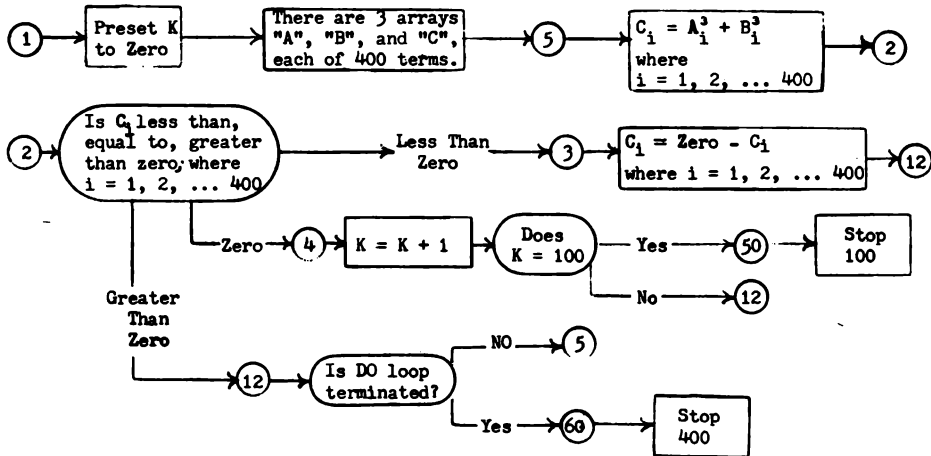 1
Preset K
to Zero
There are 3 arrays
"A", "B", and "C",
each of 400 terms.
5
C_i = A_i^3 + B_i^3
where
i = 1, 2, ... 400
2
2
Is C_i less than,
equal to, greater
than zero, where
i = 1, 2, ... 400
Less Than
Zero
3
C_i = Zero - C_i
where i = 1, 2, ... 400
12
Zero
4
K = K + 1
Does
K = 100
Yes
50
Stop
100
No
12
Greater
Than
Zero
12
Is DO loop
terminated?
NO
5
Yes
60
Stop
400